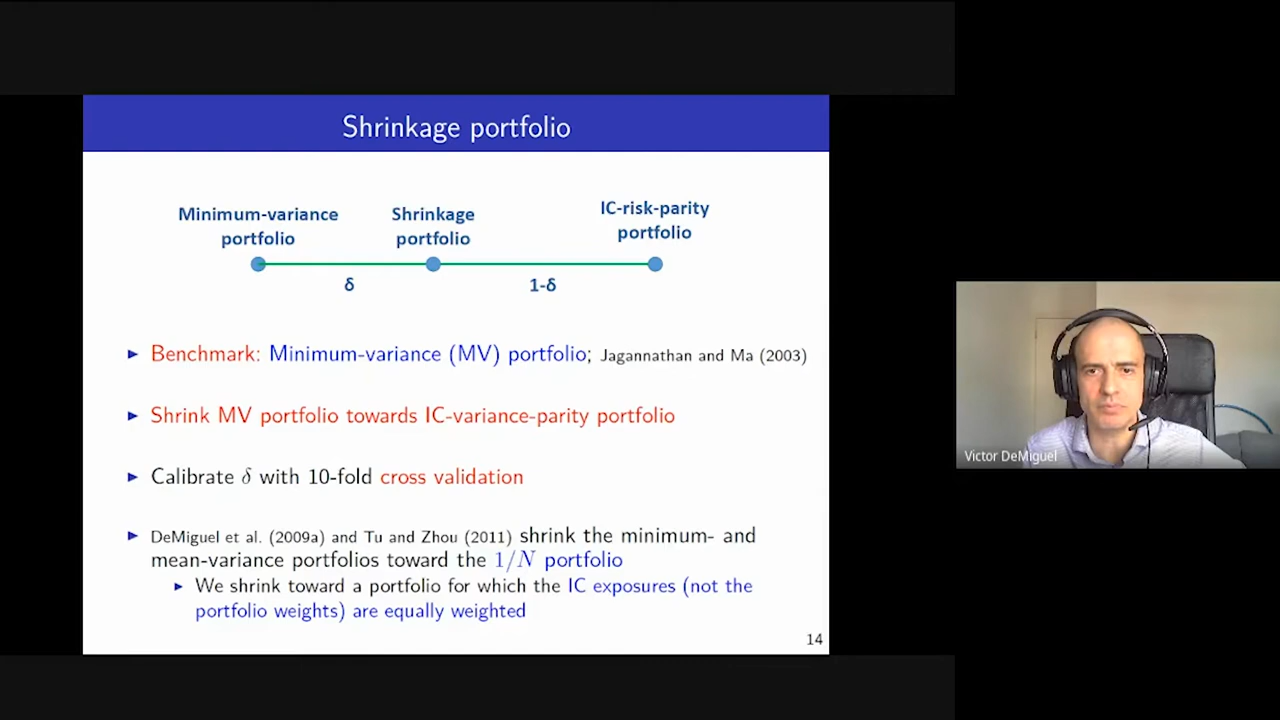 Shrinkage portfolio
Minimum-variance
portfolio
Shrinkage
portfolio
IC-risk-parity
portfolio
δ
1-δ
Benchmark: Minimum-variance (MV) portfolio; Jagannathan and Ma (2003)
Shrink MV portfolio towards IC-variance-parity portfolio
Calibrate δ with 10-fold cross validation
DeMiguel et al. (2009a) and Tu and Zhou (2011) shrink the minimum- and
mean-variance portfolios toward the 1/N portfolio
We shrink toward a portfolio for which the IC exposures (not the
portfolio weights) are equally weighted
14
Victor DeMiguel